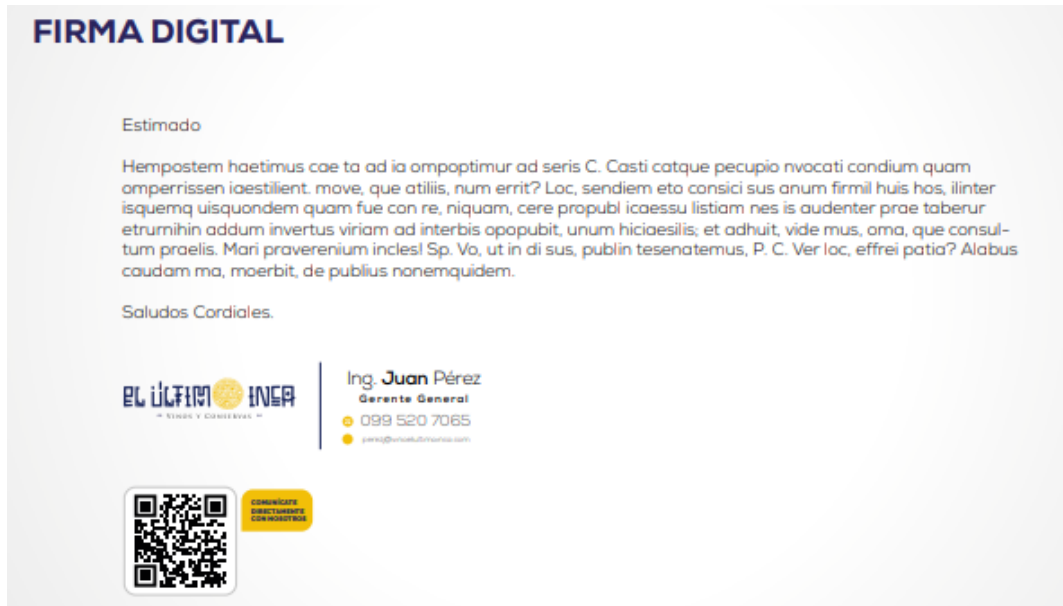 FIRMA DIGITAL
Estimado
Hempostem haetimus cae ta ad ia ompoptimur ad seris C. Casti catque pecupio nvocati condium quam
omperrissen iaestilient. move, que atiliis, num errit? Loc, sendiem eto consici sus anum firmil huis hos, ilinter
isquemq uisquondem quam fue con re, niquam, cere propubl icaessu listiam nes is audenter prae taberur
etrumihin addum invertus viriam ad interbis opopubit, unum hiciaesilis; et adhuit, vide mus, oma, que consul-
tum praelis. Mari praverenium incles! Sp. Vo, ut in di sus, publin tesenatemus, P. C. Ver loc, effrei patia? Alabus
caudam ma, moerbit, de publius nonemquidem.
Saludos Cordiales.
EL ÚLTIMO INCA
VINOS Y CONSERVAS
Ing. Juan Pérez
Gerente General
099 520 7065
COMUNÍCATE
DIRECTAMENTE
CON NOSOTROS